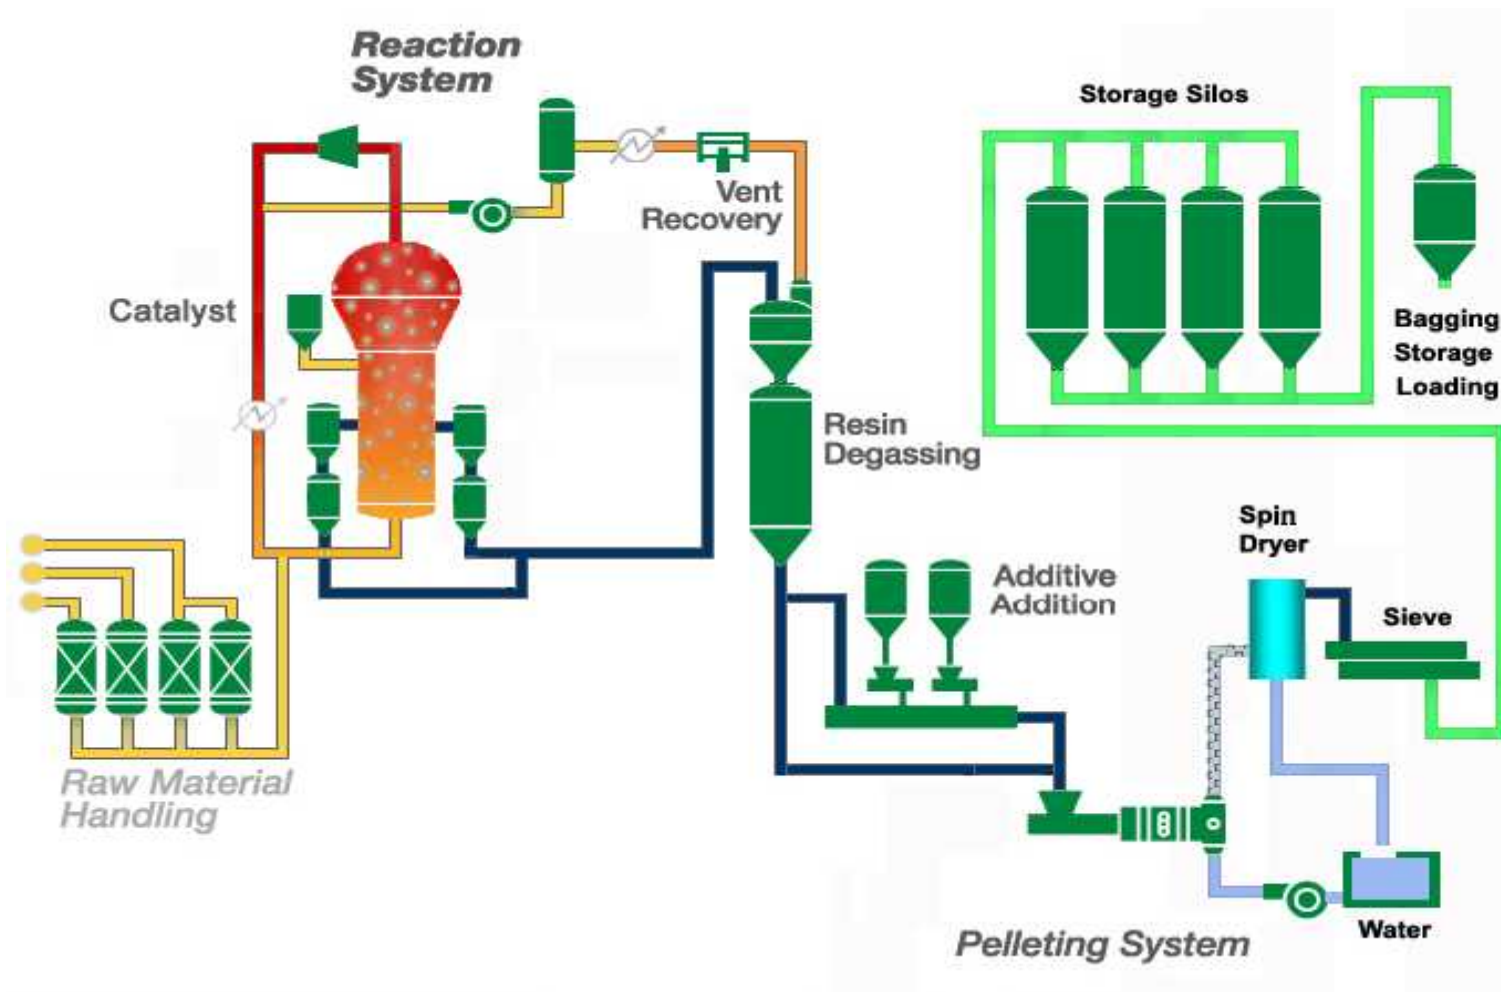 Reaction
System
Storage Silos
Vent
Recovery
Catalyst
Bagging
Storage
Loading
Resin
Degassing
Spin
Dryer
Additive
Addition
Sieve
Raw Material
Handling
Water
Pelleting System